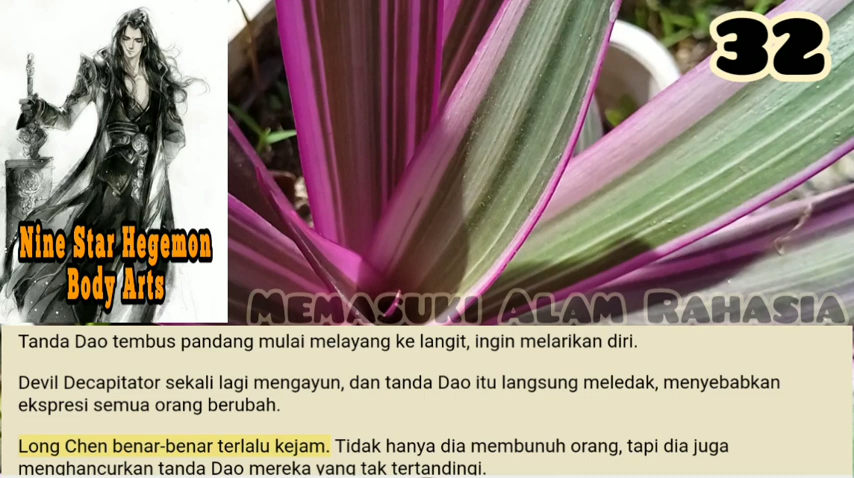 32
Nine Star Hegemon
Body Arts
Memasuki Alam Rahasia
Tanda Dao tembus pandang mulai melayang ke langit, ingin melarikan diri.
Devil Decapitator sekali lagi mengayun, dan tanda Dao itu langsung meledak, menyebabkan
ekspresi semua orang berubah.
Long Chen benar-benar terlalu kejam. Tidak hanya dia membunuh orang, tapi dia juga
menghancurkan tanda Dao mereka yang tak tertandingi.